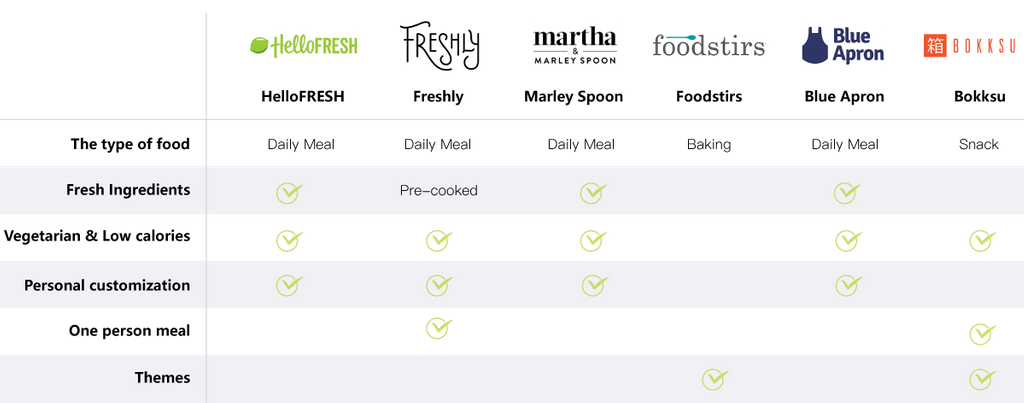 HelloFRESH
FRESHLY
martha
&
MARLEY SPOON
foodstirs
Blue
Apron
箱 BOKKSU
HelloFRESH Freshly Marley Spoon Foodstirs Blue Apron Bokksu
The type of food Daily Meal Daily Meal Daily Meal Baking Daily Meal Snack
Fresh Ingredients Pre-cooked
Vegetarian & Low calories
Personal customization
One person meal
Themes